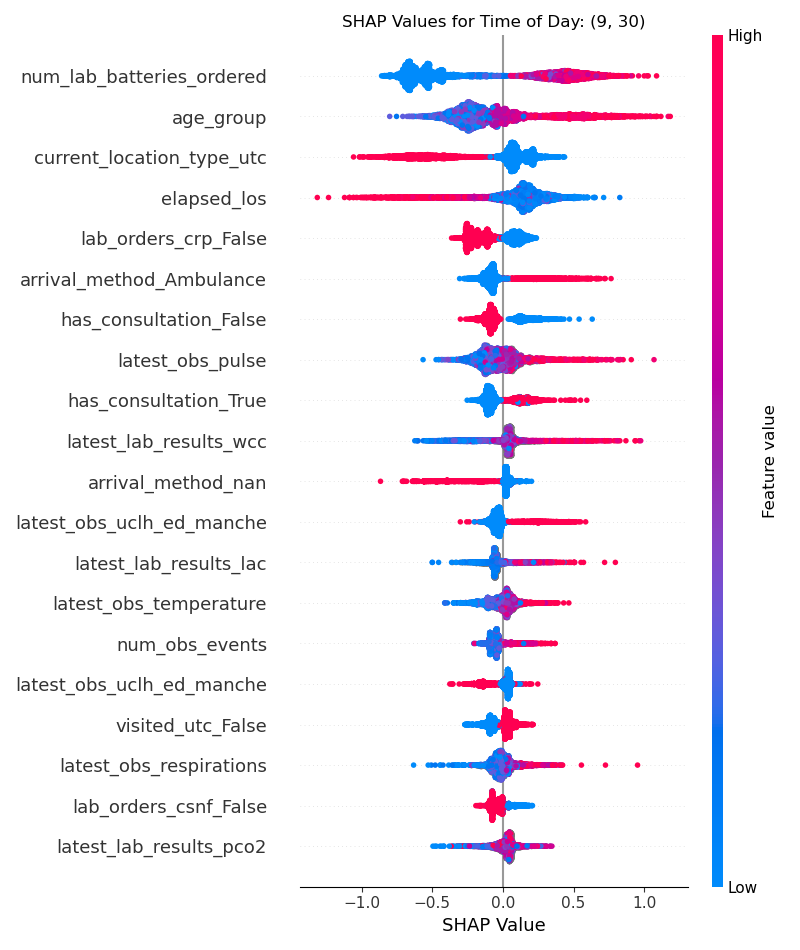 SHAP Values for Time of Day: (9, 30)
High
num_lab_batteries_ordered
age_group
current_location_type_utc
elapsed_los
lab_orders_crp_False
arrival_method_Ambulance
has_consultation_False
latest_obs_pulse
has_consultation_True
latest_lab_results_wcc
arrival_method_nan
latest_obs_uclh_ed_manche
latest_lab_results_lac
latest_obs_temperature
num_obs_events
latest_obs_uclh_ed_manche
visited_utc_False
latest_obs_respirations
lab_orders_csnf_False
latest_lab_results_pco2
Feature value
Low
−1.0 −0.5 0.0 0.5 1.0
SHAP Value